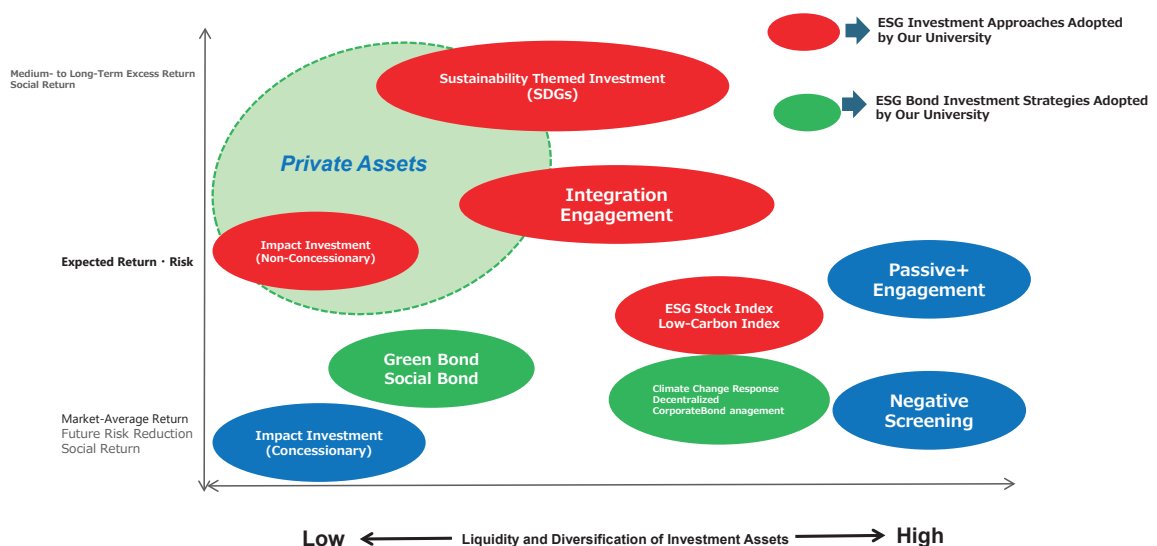 ESG Investment Approaches Adopted
by Our University
ESG Bond Investment Strategies Adopted
by Our University
Medium- to Long-Term Excess Return
Social Return
Sustainability Themed Investment
(SDGs)
Private Assets
Integration
Engagement
Impact Investment
(Non-Concessionary)
Expected Return・Risk
Passive+
Engagement
ESG Stock Index
Low-Carbon Index
Green Bond
Social Bond
Climate Change Response
Decentralized
CorporateBond anagement
Negative
Screening
Market-Average Return
Future Risk Reduction
Social Return
Impact Investment
(Concessionary)
Low Liquidity and Diversification of Investment Assets High